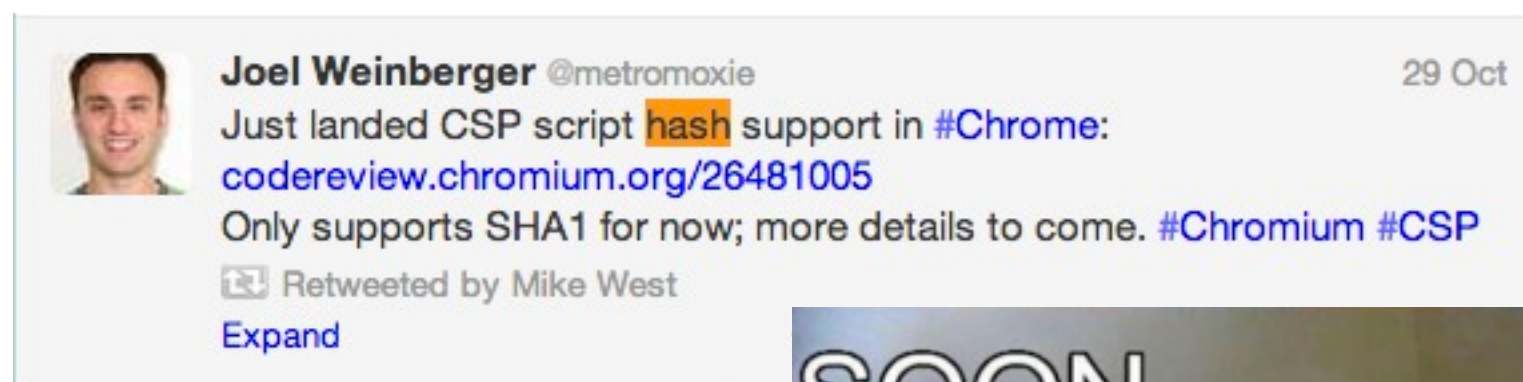 Joel Weinberger @metromoxie 29 Oct
Just landed CSP script hash support in #Chrome:
codereview.chromium.org/26481005
Only supports SHA1 for now; more details to come. #Chromium #CSP
Retweeted by Mike West
Expand
SOON